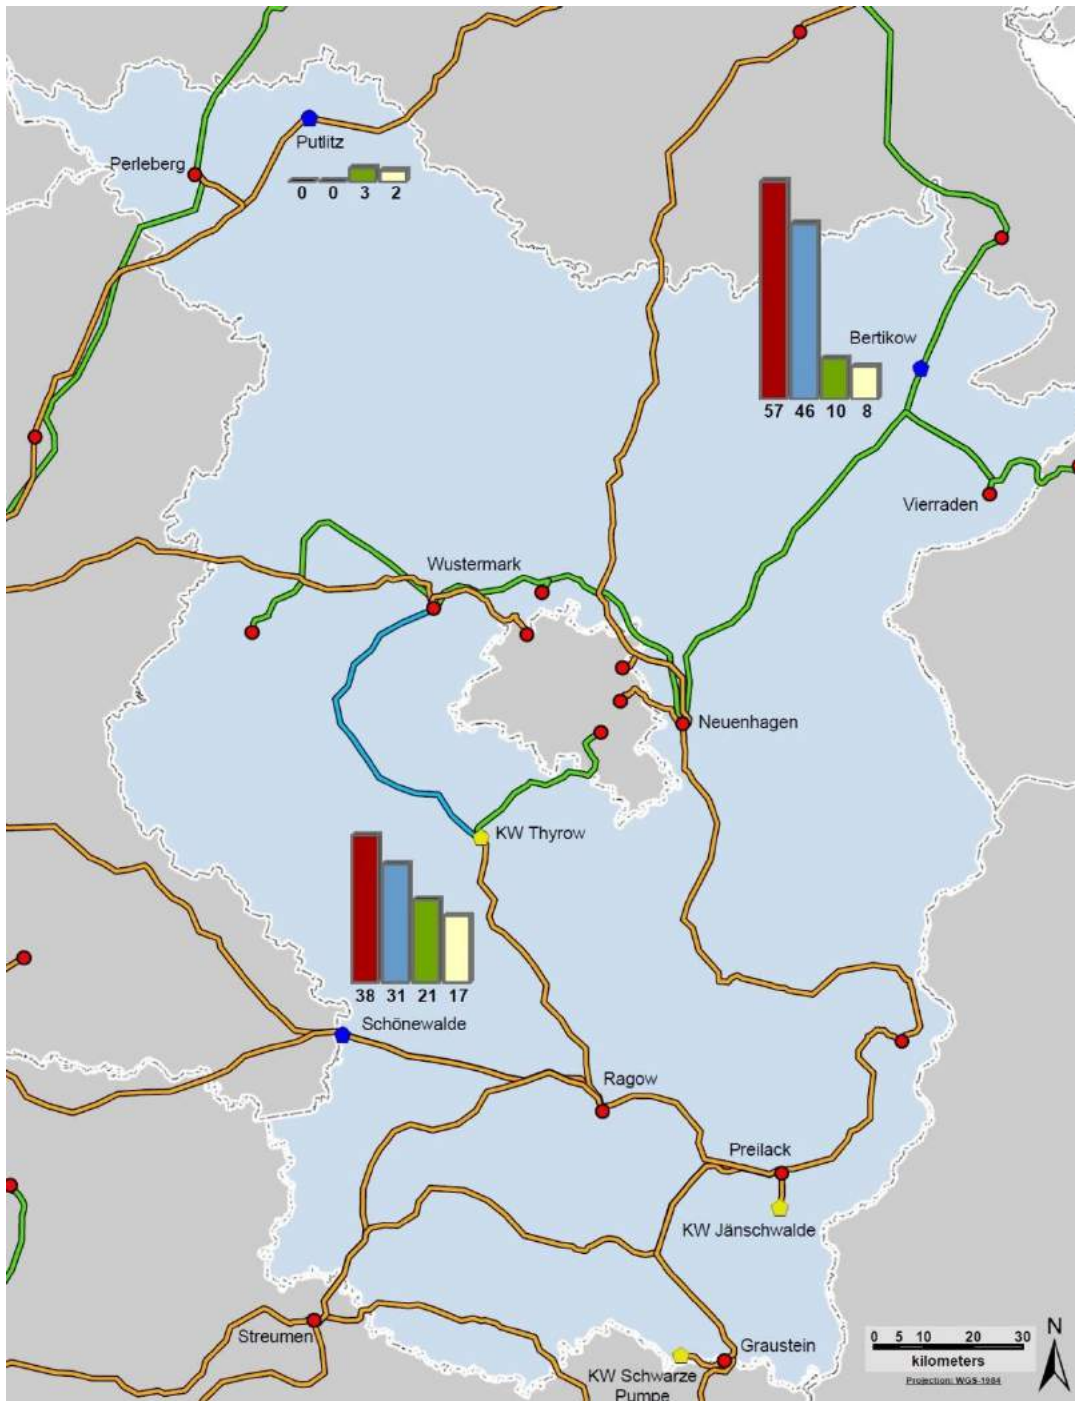 Putlitz
Perleberg
0 0 3 2
Bertikow
57 46 10 8
Vierraden
Wustermark
Neuenhagen
KW Thyrow
38 31 21 17
Schönewalde
Ragow
Preilack
KW Jänschwalde
Streumen
Graustein
KW Schwarze
Pumpe
0 5 10 20 30
kilometers
Projection: WGS-1984
N